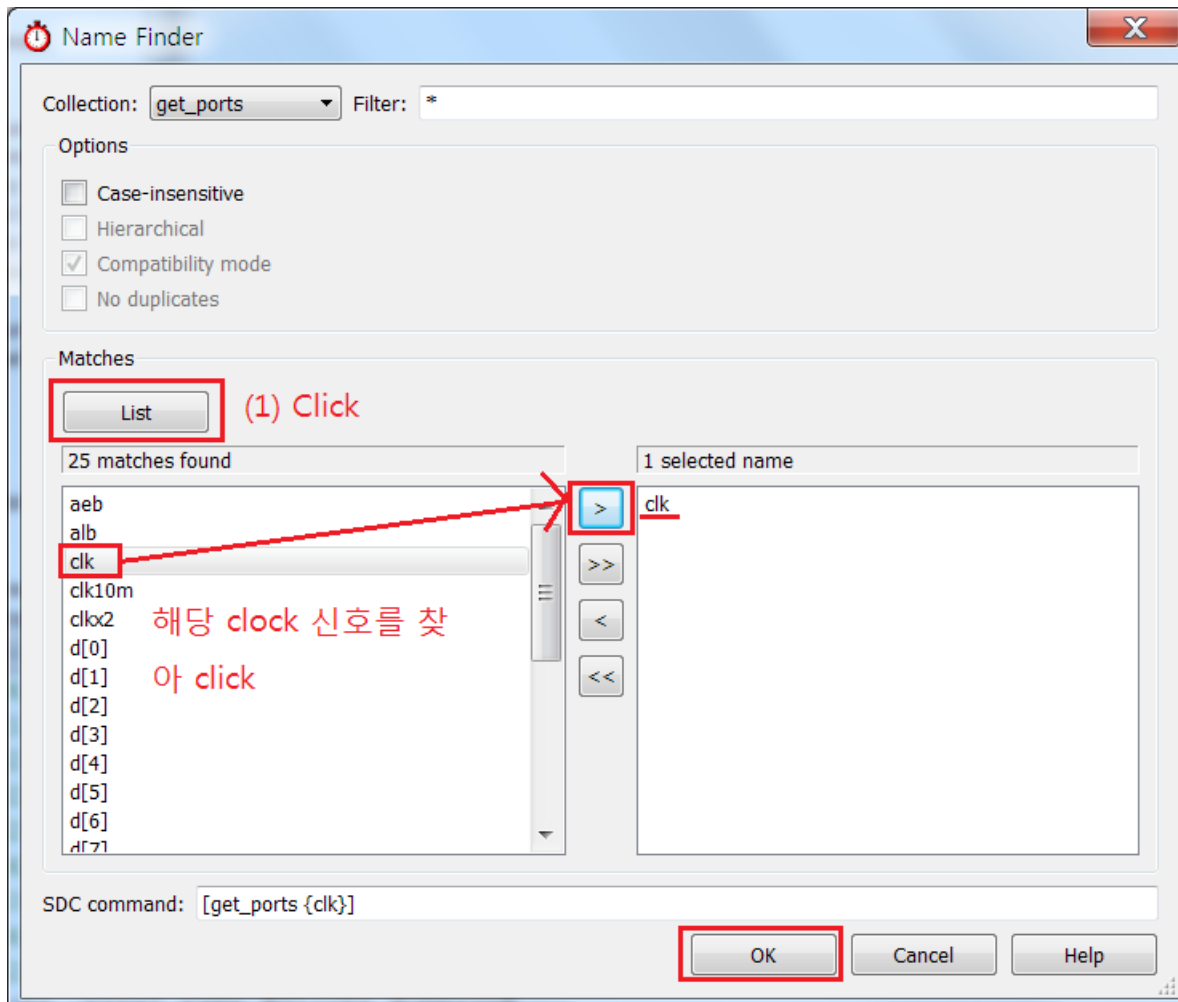 Name Finder
Collection: get_ports Filter: *
Options
Case-insensitive
Hierarchical
Compatibility mode
No duplicates
Matches
List (1) Click
25 matches found 1 selected name
aeb > clk
alb
clk >>
clk10m
clkx2 해당 clock 신호를 찾 <
d[0]
d[1] 아 click <<
d[2]
d[3]
d[4]
d[5]
d[6]
d[7]
SDC command: [get_ports {clk}]
OK Cancel Help